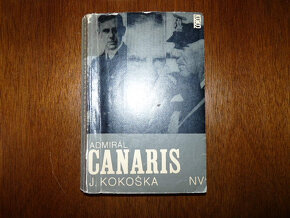 ADMIRÁL
CANARIS
J. KOKOŠKA NV